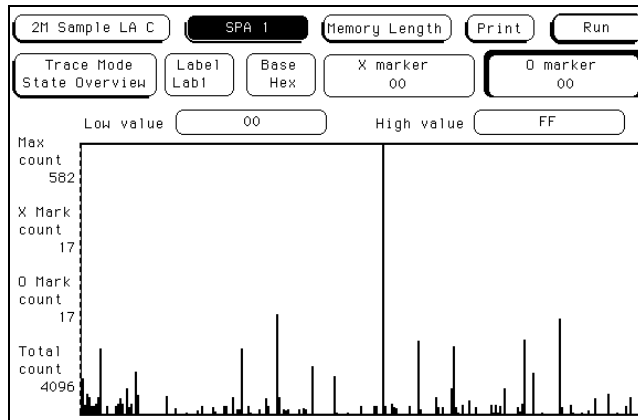 2M Sample LA C
SPA 1
Memory Length
Print
Run
Trace Mode
State Overview
Label
Lab1
Base
Hex
X marker
00
O marker
00
Low value
00
High value
FF
Max
count
582
X Mark
count
17
O Mark
count
17
Total
count
4096